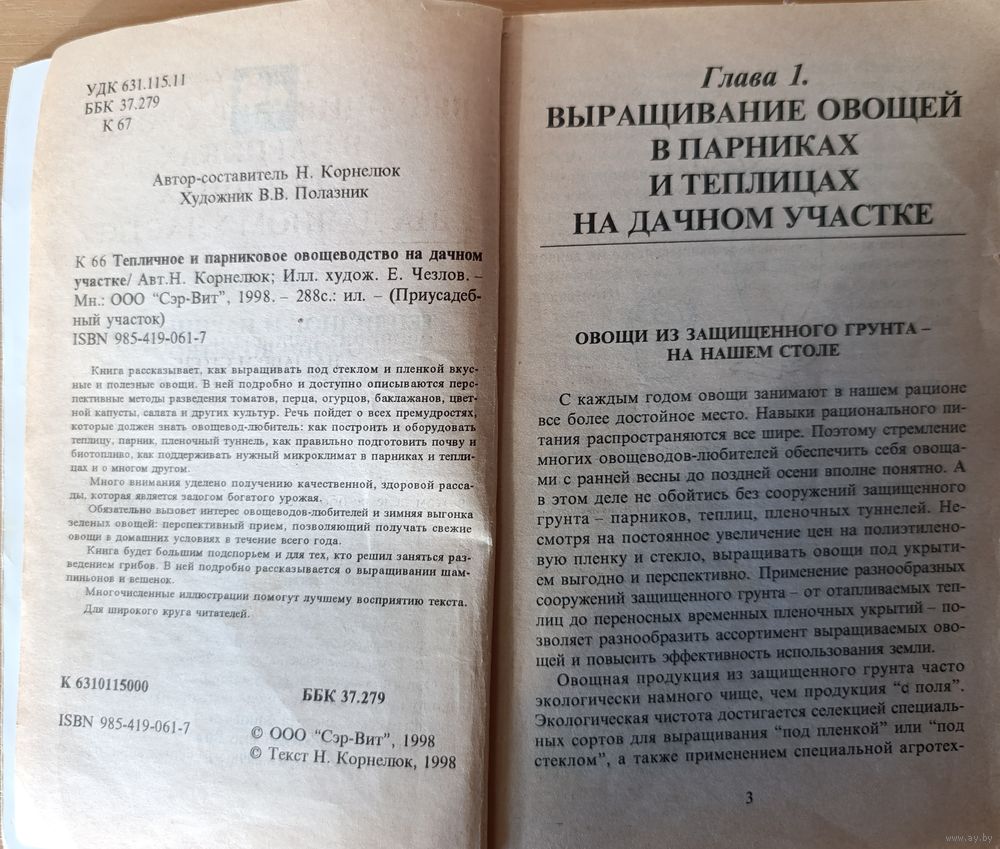 УДК 631.115.11
ББК 37.279
К 67
Автор-составитель Н. Корнелюк
Художник В.В. Полазник
К 66 Тепличное и парниковое овощеводство на дачном
участке/ Авт.Н. Корнелюк; Илл. худож. Е. Чезлов. –
Мн.: ООО "Сэр-Вит", 1998. – 288с.: ил. – (Приусадеб-
ный участок)
ISBN 985-419-061-7
Книга рассказывает, как выращивать под стеклом и пленкой вкус-
ные и полезные овощи. В ней подробно и доступно описываются перс-
пективные методы разведения томатов, перца, огурцов, баклажанов, цвет-
ной капусты, салата и других культур. Речь пойдет о всех премудростях,
которые должен знать овощевод-любитель: как построить и оборудовать
теплицу, парник, пленочный туннель, как правильно подготовить почву и
биотопливо, как поддерживать нужный микроклимат в парниках и тепли-
цах и о многом другом.
Много внимания уделено получению качественной, здоровой расса-
ды, которая является залогом богатого урожая.
Обязательно вызовет интерес овощеводов-любителей и зимняя выгонка
зеленых овощей: перспективный прием, позволяющий получать свежие
овощи в домашних условиях в течение всего года.
Книга будет большим подспорьем и для тех, кто решил заняться раз-
ведением грибов. В ней подробно рассказывается о выращивании шам-
пиньонов и вешенок.
Многочисленные иллюстрации помогут лучшему восприятию текста.
Для широкого круга читателей.
К 6310115000
ББК 37.279
ISBN 985-419-061-7
© ООО "Сэр-Вит", 1998
© Текст Н. Корнелюк, 1998
Глава 1.
ВЫРАЩИВАНИЕ ОВОЩЕЙ
В ПАРНИКАХ
И ТЕПЛИЦАХ
НА ДАЧНОМ УЧАСТКЕ
ОВОЩИ ИЗ ЗАЩИЩЕННОГО ГРУНТА –
НА НАШЕМ СТОЛЕ
С каждым годом овощи занимают в нашем рационе
все более достойное место. Навыки рационального пи-
тания распространяются все шире. Поэтому стремление
многих овощеводов-любителей обеспечить себя овоща-
ми с ранней весны до поздней осени вполне понятно. А
в этом деле не обойтись без сооружений защищенного
грунта – парников, теплиц, пленочных туннелей. Не-
смотря на постоянное увеличение цен на полиэтилено-
вую пленку и стекло, выращивать овощи под укрыти-
ем выгодно и перспективно. Применение разнообразных
сооружений защищенного грунта – от отапливаемых теп-
лиц до переносных временных пленочных укрытий – по-
зволяет разнообразить ассортимент выращиваемых ово-
щей и повысить эффективность использования земли.
Овощная продукция из защищенного грунта часто
экологически намного чище, чем продукция "с поля".
Экологическая чистота достигается селекцией специаль-
ных сортов для выращивания "под пленкой" или "под
стеклом", а также применением специальной агротех-
3
www.ay.by